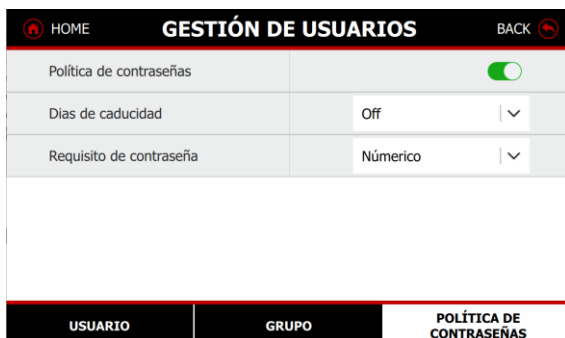 HOME GESTIÓN DE USUARIOS BACK
Política de contraseñas
Dias de caducidad Off
Requisito de contraseña Númerico
USUARIO GRUPO POLÍTICA DE
CONTRASEÑAS